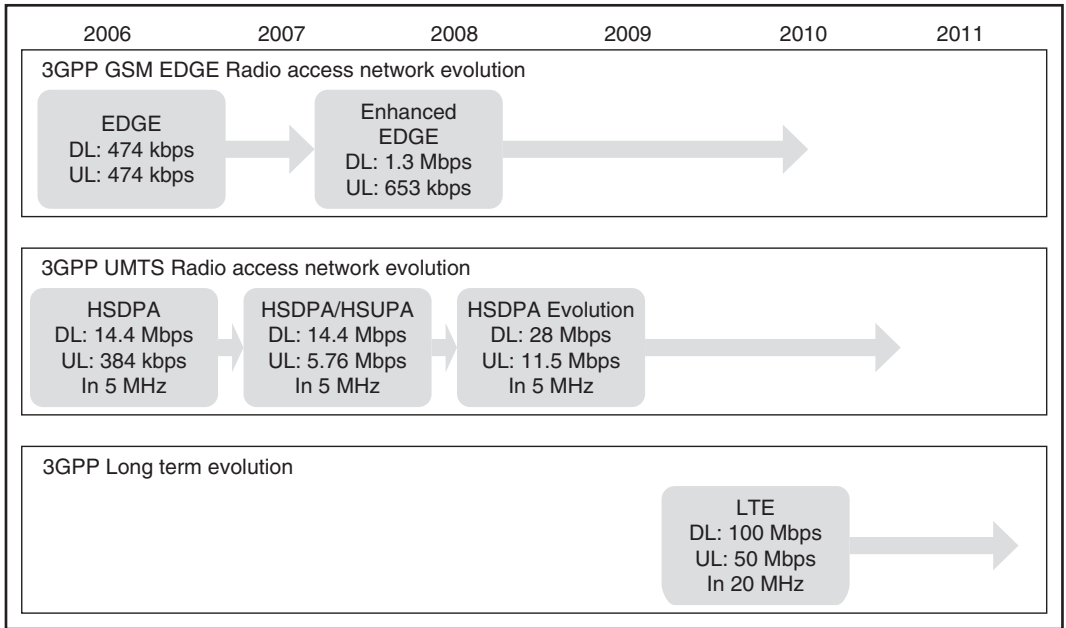 2006 2007 2008 2009 2010 2011
3GPP GSM EDGE Radio access network evolution
EDGE
DL: 474 kbps
UL: 474 kbps
Enhanced
EDGE
DL: 1.3 Mbps
UL: 653 kbps
3GPP UMTS Radio access network evolution
HSDPA
DL: 14.4 Mbps
UL: 384 kbps
In 5 MHz
HSDPA/HSUPA
DL: 14.4 Mbps
UL: 5.76 Mbps
In 5 MHz
HSDPA Evolution
DL: 28 Mbps
UL: 11.5 Mbps
In 5 MHz
3GPP Long term evolution
LTE
DL: 100 Mbps
UL: 50 Mbps
In 20 MHz